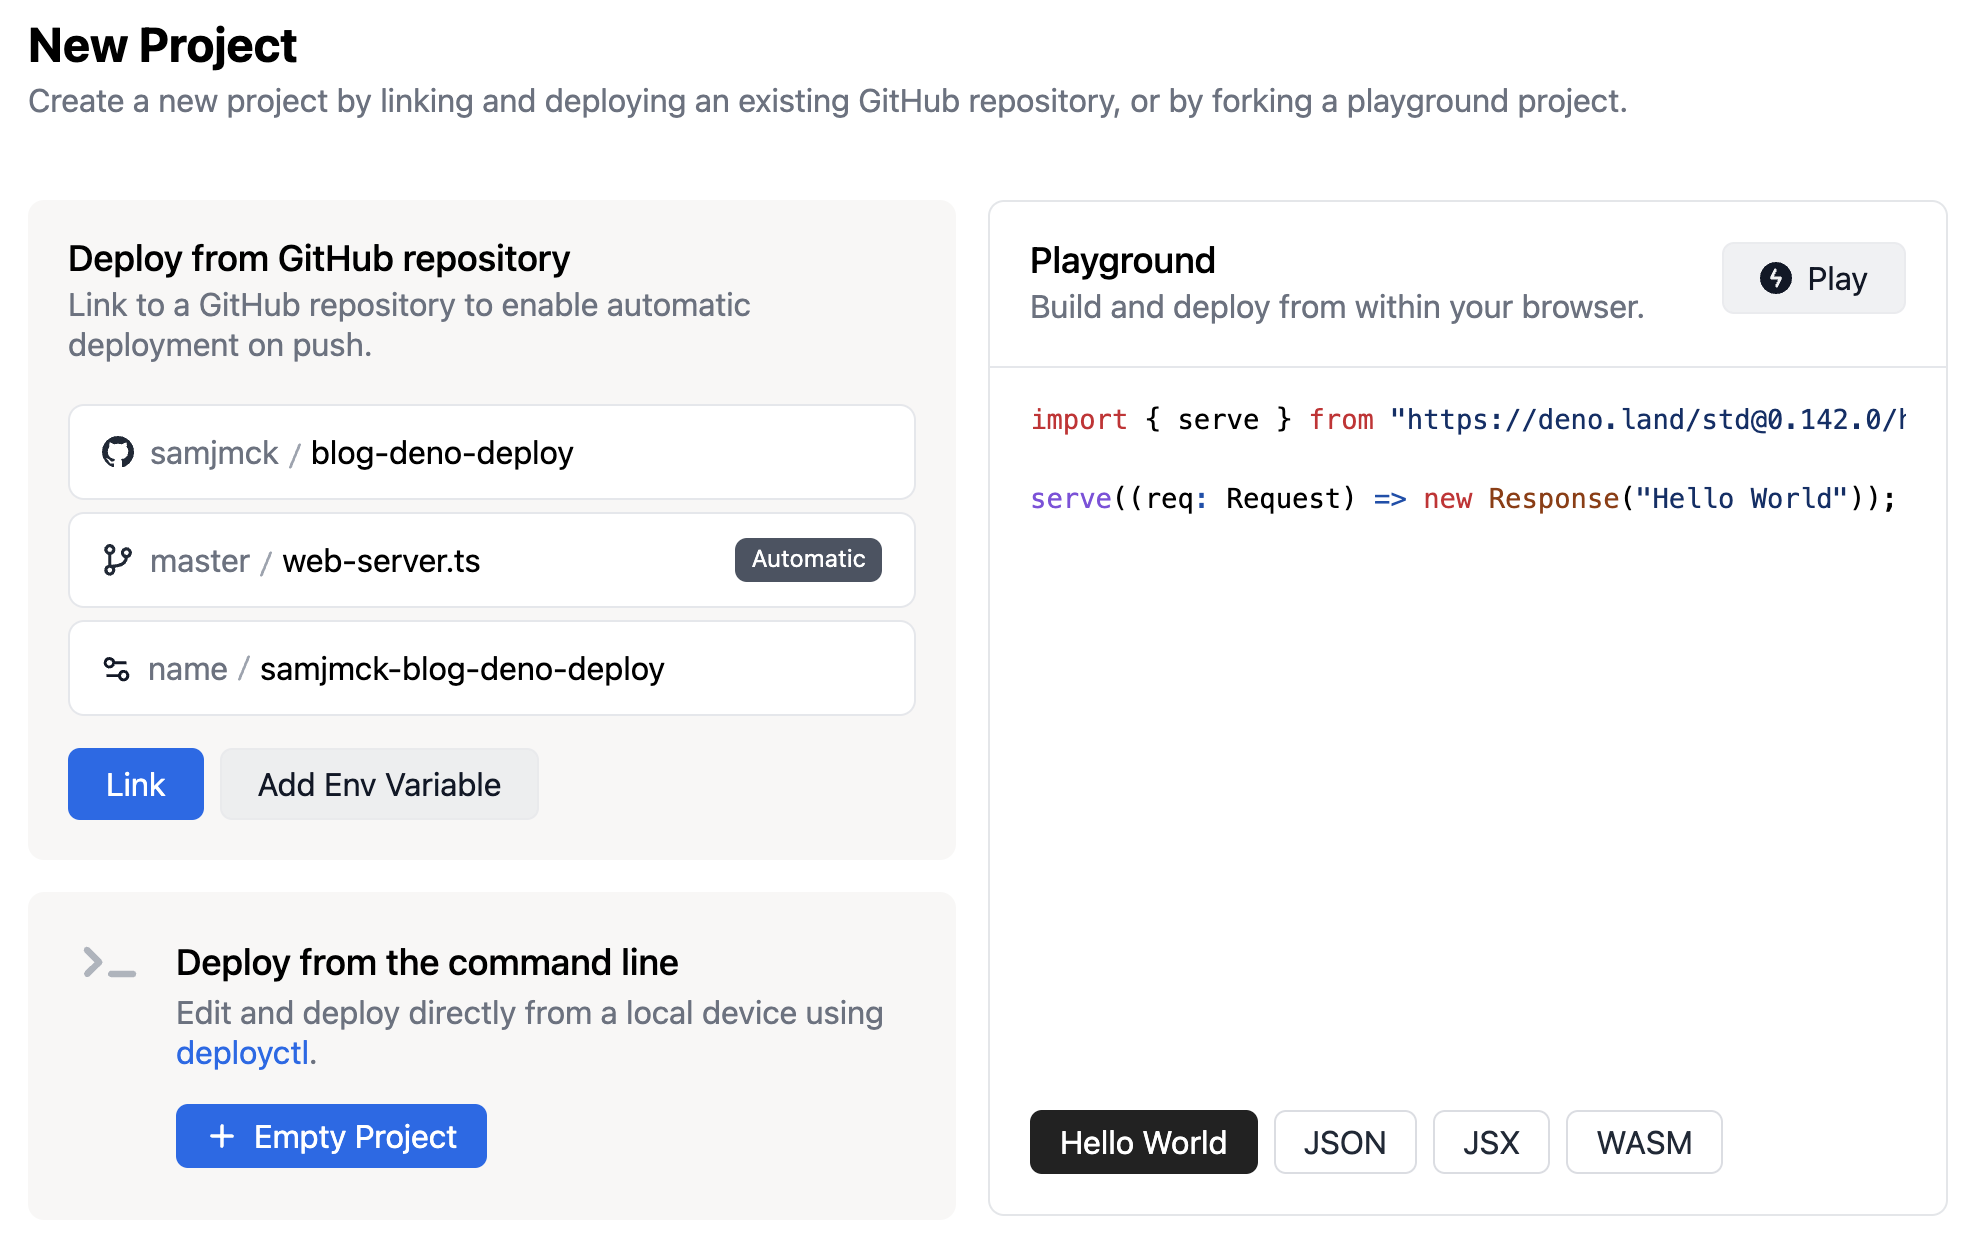 New Project
Create a new project by linking and deploying an existing GitHub repository, or by forking a playground project.
Deploy from GitHub repository
Link to a GitHub repository to enable automatic
deployment on push.
samjmck / blog-deno-deploy
master / web-server.ts
Automatic
name / samjmck-blog-deno-deploy
Link
Add Env Variable
Deploy from the command line
Edit and deploy directly from a local device using
deployctl.
+ Empty Project
Playground
Build and deploy from within your browser.
Play
import { serve } from "https://deno.land/std@0.142.0/h
serve((req: Request) => new Response("Hello World"));
Hello World
JSON
JSX
WASM